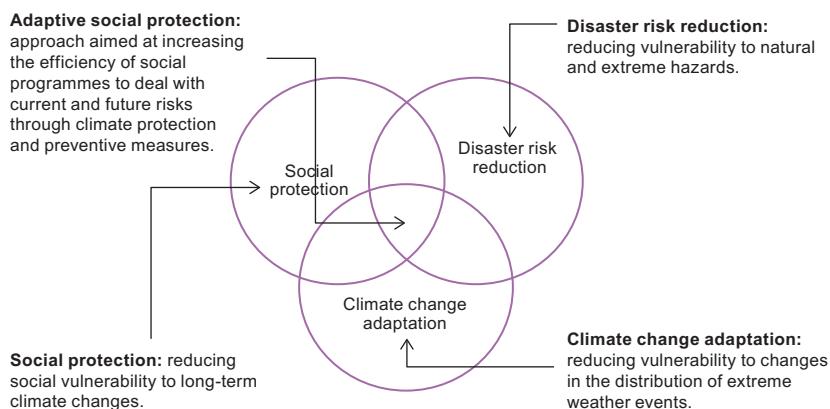 Adaptive social protection:
approach aimed at increasing
the efficiency of social
programmes to deal with
current and future risks
through climate protection
and preventive measures.
Disaster risk reduction:
reducing vulnerability to natural
and extreme hazards.
Social
protection
Disaster risk
reduction
Climate change
adaptation
Social protection: reducing
social vulnerability to long-term
climate changes.
Climate change adaptation:
reducing vulnerability to changes
in the distribution of extreme
weather events.